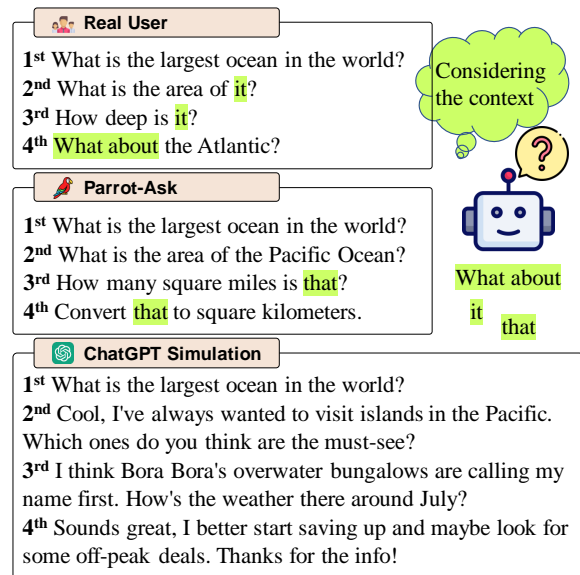 Real User
1st What is the largest ocean in the world?
2nd What is the area of it?
3rd How deep is it?
4th What about the Atlantic?
Considering
the context
Parrot-Ask
1st What is the largest ocean in the world?
2nd What is the area of the Pacific Ocean?
3rd How many square miles is that?
4th Convert that to square kilometers.
?
What about
it
that
ChatGPT Simulation
1st What is the largest ocean in the world?
2nd Cool, I've always wanted to visit islands in the Pacific.
Which ones do you think are the must-see?
3rd I think Bora Bora's overwater bungalows are calling my
name first. How's the weather there around July?
4th Sounds great, I better start saving up and maybe look for
some off-peak deals. Thanks for the info!